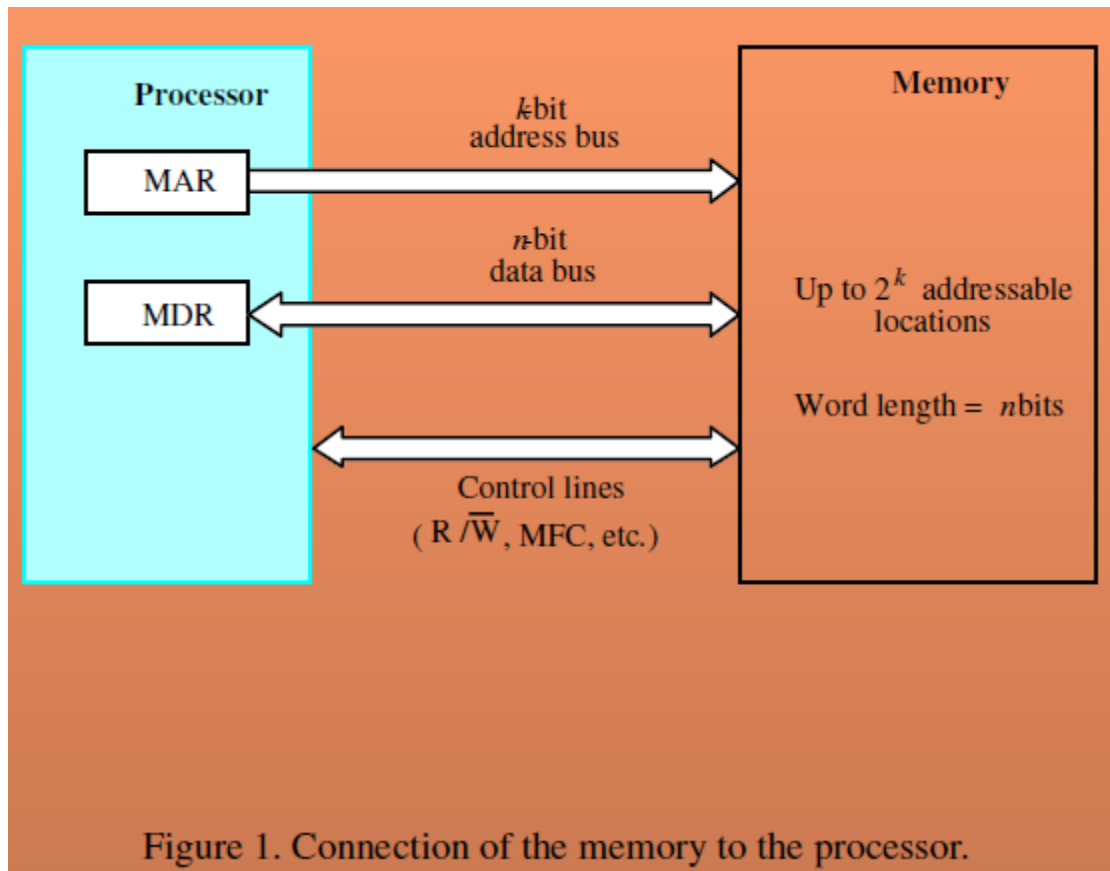 Processor
Memory
k-bit
address bus
MAR
n-bit
data bus
MDR
Up to 2^k addressable
locations
Word length = n bits
Control lines
( R / W̅ , MFC, etc.)
Figure 1. Connection of the memory to the processor.